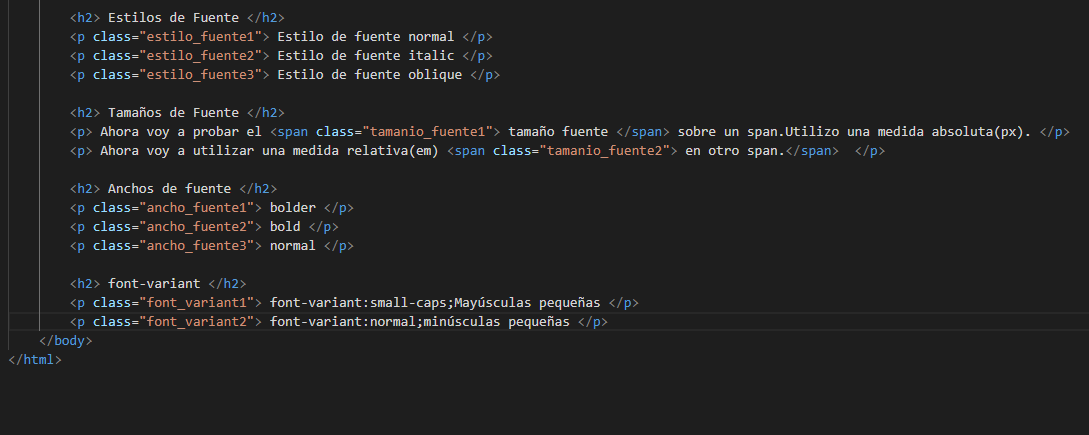 <h2> Estilos de Fuente </h2>
<p class="estilo_fuente1"> Estilo de fuente normal </p>
<p class="estilo_fuente2"> Estilo de fuente italic </p>
<p class="estilo_fuente3"> Estilo de fuente oblique </p>
<h2> Tamaños de Fuente </h2>
<p> Ahora voy a probar el <span class="tamanio_fuente1"> tamaño fuente </span> sobre un span.Utilizo una medida absoluta(px). </p>
<p> Ahora voy a utilizar una medida relativa(em) <span class="tamanio_fuente2"> en otro span.</span>  </p>
<h2> Anchos de fuente </h2>
<p class="ancho_fuente1"> bolder </p>
<p class="ancho_fuente2"> bold </p>
<p class="ancho_fuente3"> normal </p>
<h2> font-variant </h2>
<p class="font_variant1"> font-variant:small-caps;Mayúsculas pequeñas </p>
<p class="font_variant2"> font-variant:normal;minúsculas pequeñas </p>
</body>
</html>